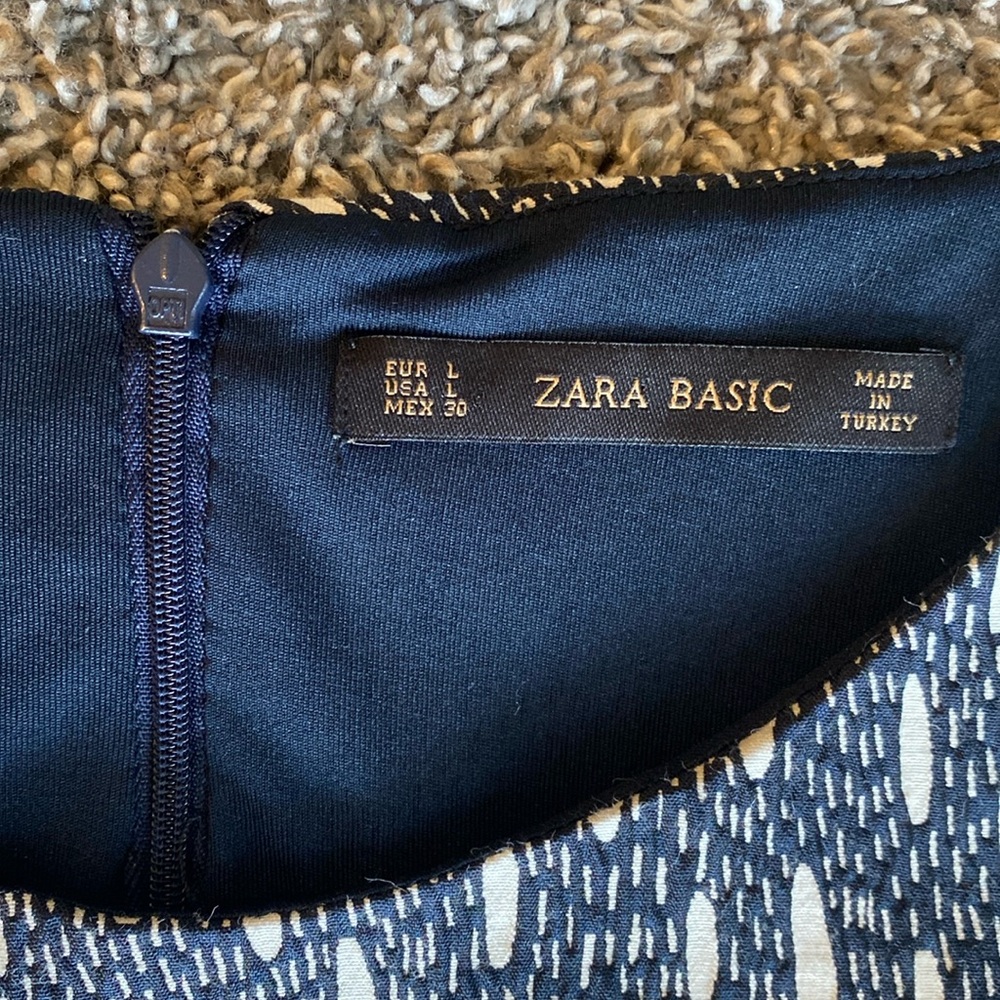 EUR L
USA L
MEX 30
ZARA BASIC
MADE
IN
TURKEY